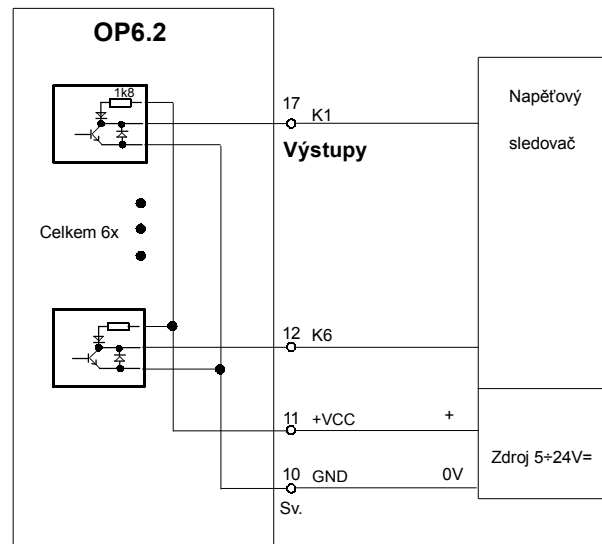 OP6.2
1k8
17 K1
Výstupy
Napěťový
sledovač
Celkem 6x
12 K6
11 +VCC +
10 GND 0V
Zdroj 5÷24V=
Sv.